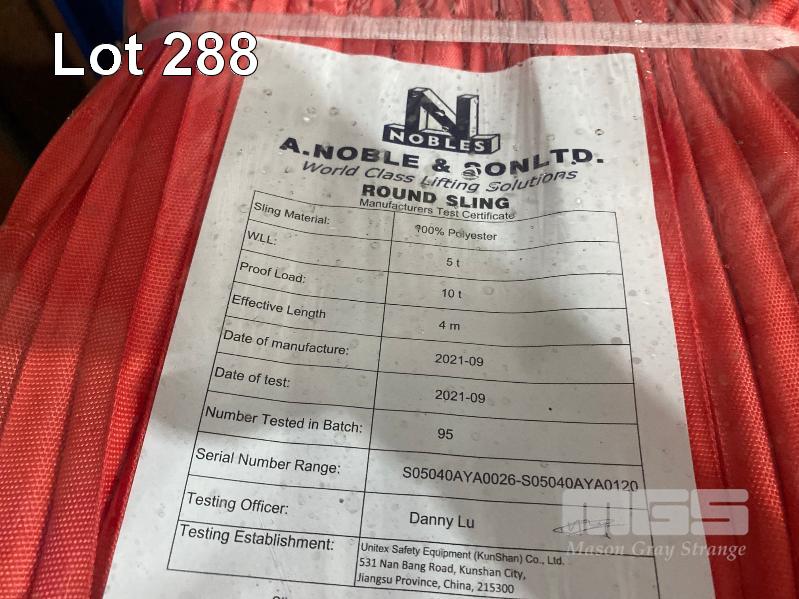 Lot 288
N
NOBLES
A.NOBLE & SON LTD.
World Class Lifting Solutions
ROUND SLING
Manufacturers Test Certificate
Sling Material: 100% Polyester
WLL: 5 t
Proof Load: 10 t
Effective Length 4 m
Date of manufacture: 2021-09
Date of test: 2021-09
Number Tested in Batch: 95
Serial Number Range: S05040AYA0026-S05040AYA0120
Testing Officer: Danny Lu
Testing Establishment: Unitex Safety Equipment (KunShan) Co., Ltd.
531 Nan Bang Road, Kunshan City,
Jiangsu Province, China, 215300
MGS
Mason Gray Strange